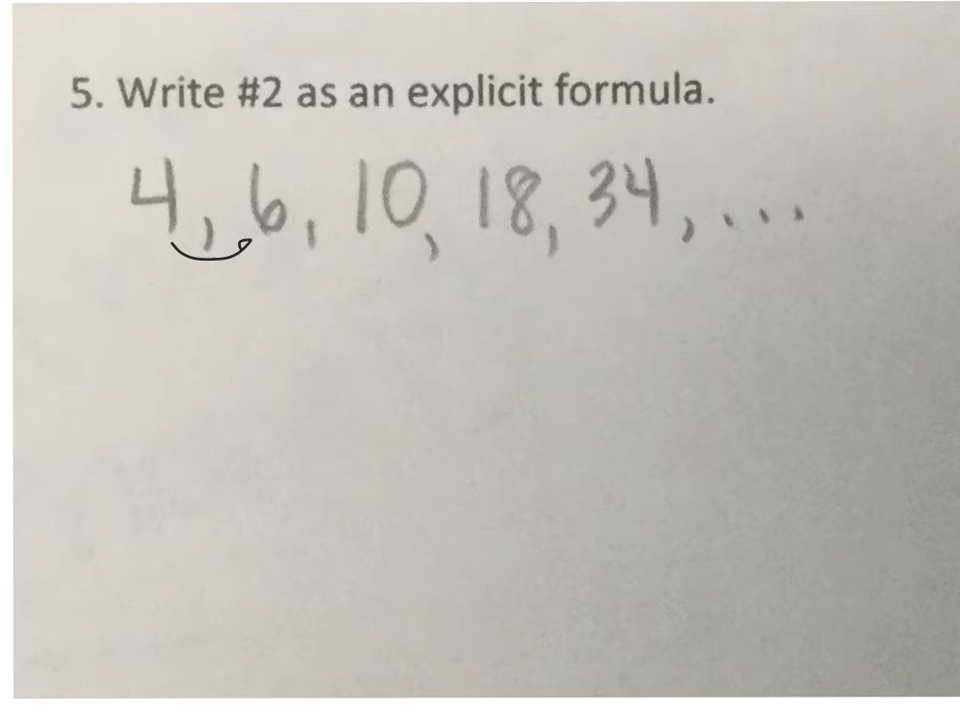 5. Write #2 as an explicit formula.
4, 6, 10, 18, 34, ...